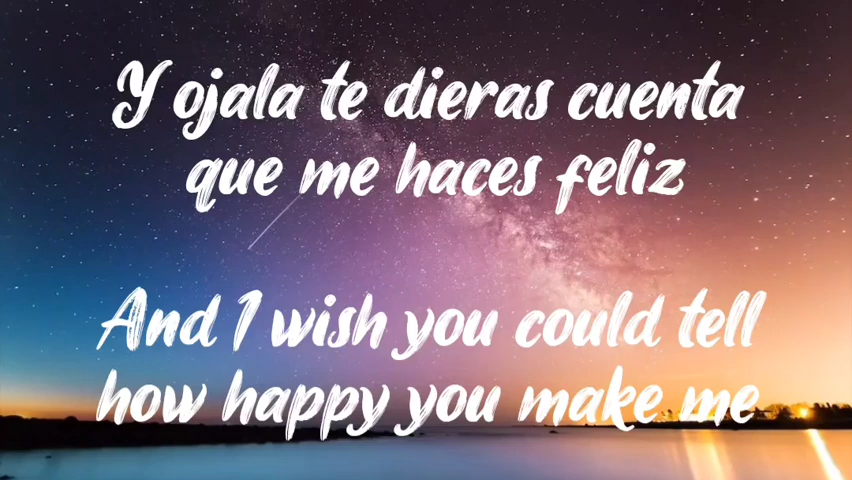 Y ojala te dieras cuenta
que me haces feliz
And I wish you could tell
how happy you make me